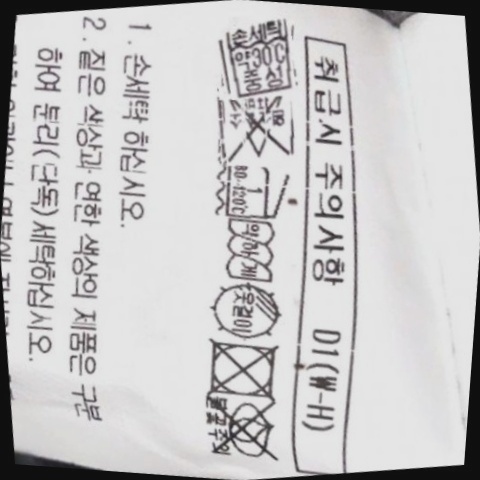 취급시 주의사항 D1(W-H)
손세탁
약30℃
중성
80-120℃
약하게
옷걸이
불꽃주의
1. 손세탁 하십시오.
2. 짙은 색상과 연한 색상의 제품은 구분
하여 분리(단독)세탁하십시오.